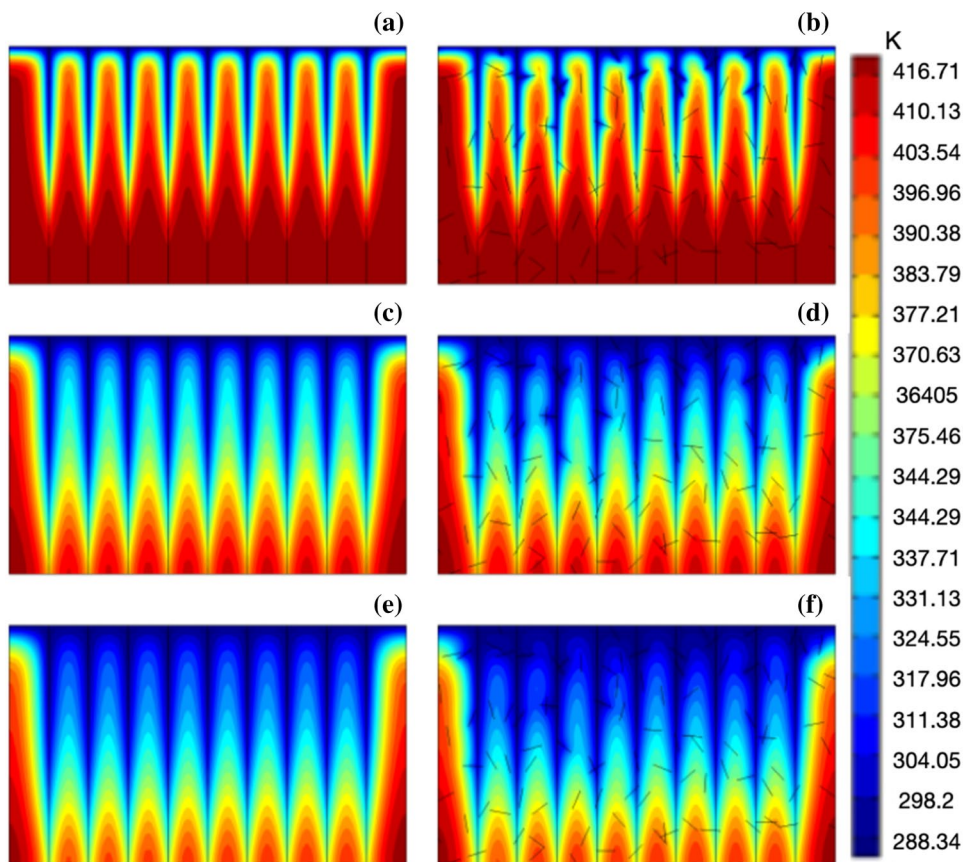 (a)
(b)
K
416.71
410.13
403.54
396.96
390.38
383.79
377.21
370.63
36405
375.46
344.29
344.29
337.71
331.13
324.55
317.96
311.38
304.05
298.2
288.34
(c)
(d)
(e)
(f)